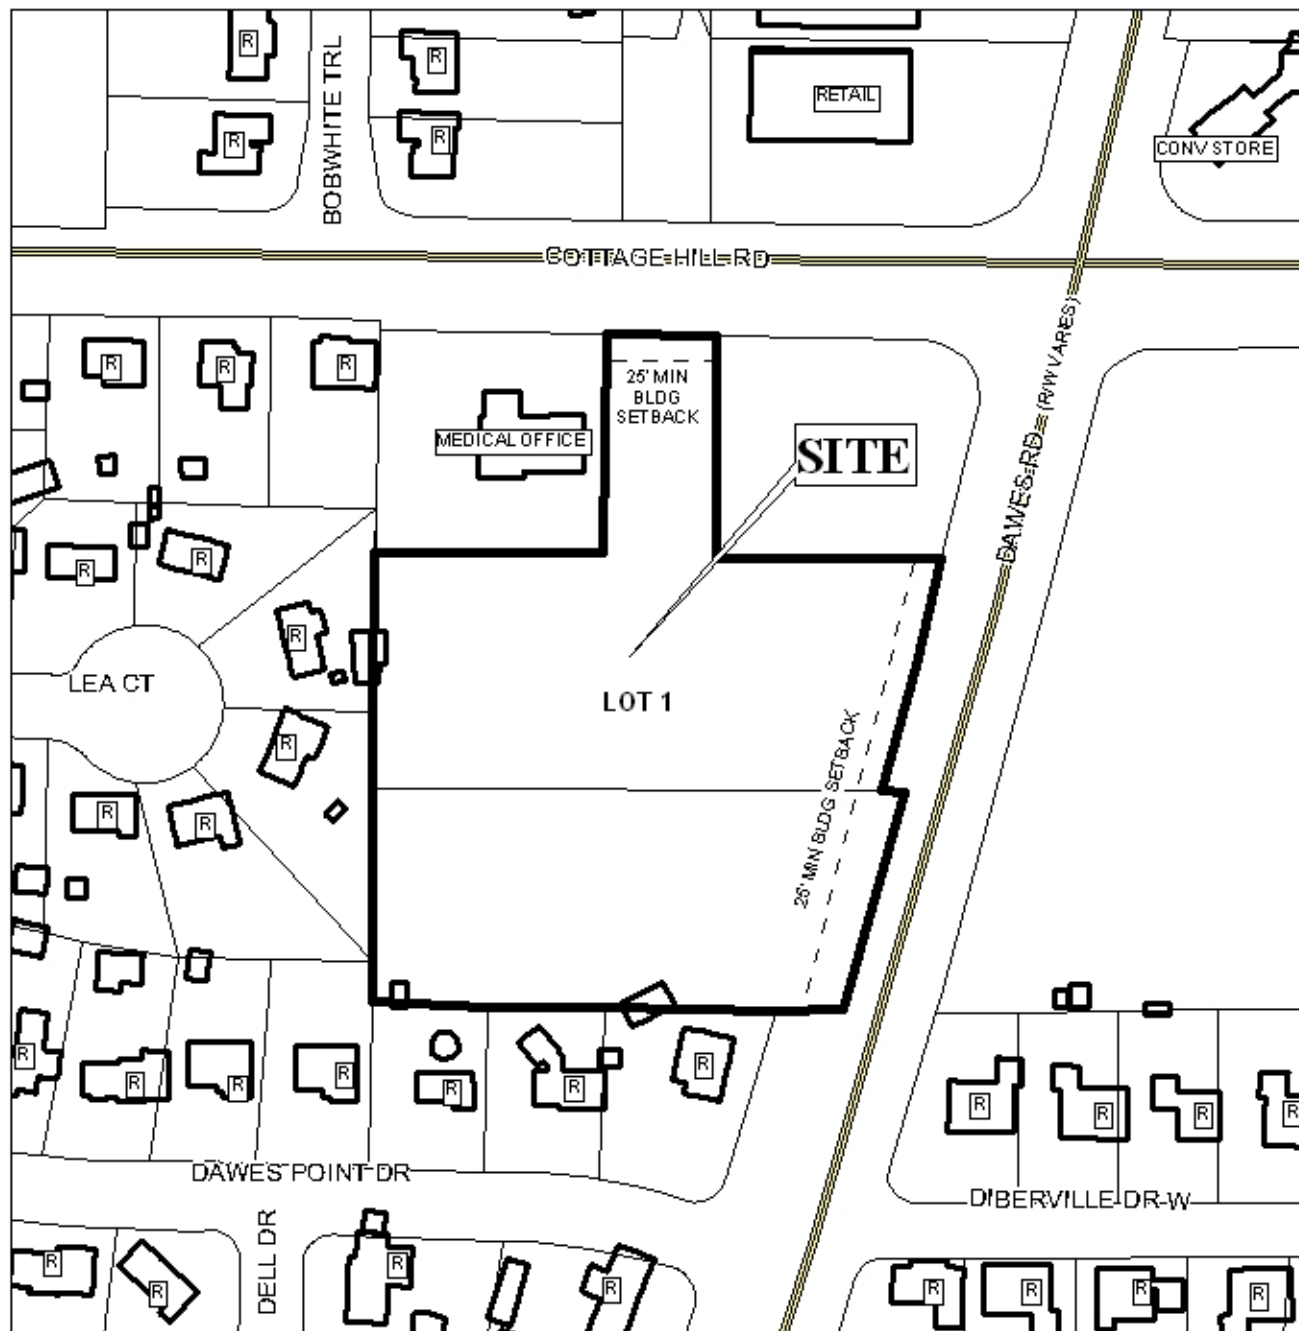 R
R
RETAIL
R
R
CONV STORE
BOBWHITE TRL
COTTAGE HILL RD
DAWES RD (R/W VARIES)
R
R
R
25' MIN
BLDG
SETBACK
MEDICAL OFFICE
SITE
R
R
R
LEA CT
LOT 1
R
R
R
25' MIN BLDG SETBACK
R
R
R
R
R
R
R
R
R
R
R
R
DAWES POINT DR
DIBERVILLE DR W
DELL DR
R
R
R
R
R
R
R
R